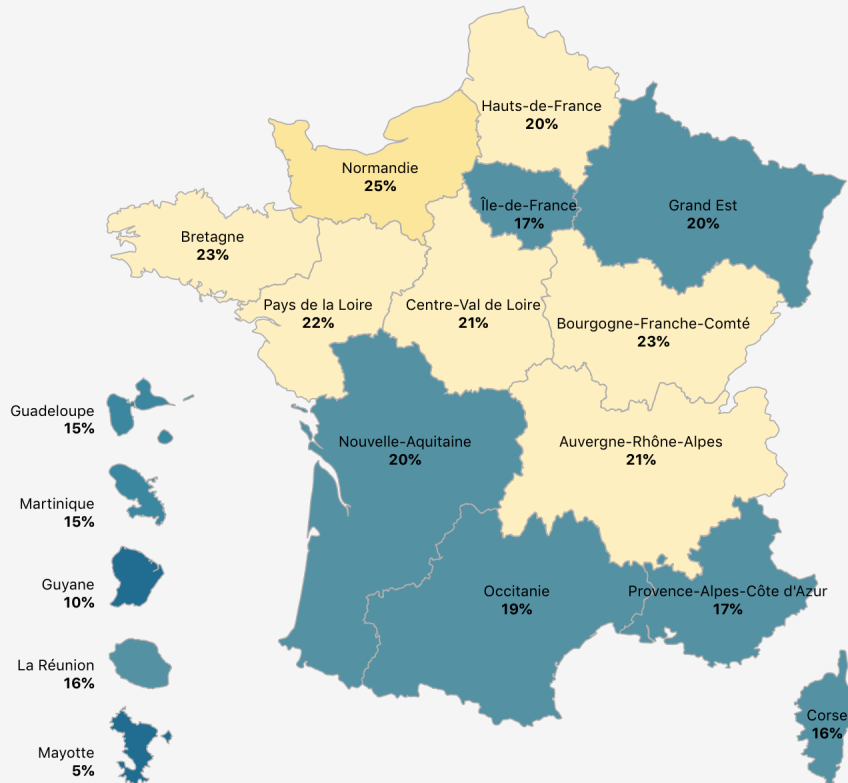 Hauts-de-France
20%
Normandie
25%
Île-de-France
17%
Grand Est
20%
Bretagne
23%
Pays de la Loire
22%
Centre-Val de Loire
21%
Bourgogne-Franche-Comté
23%
Guadeloupe
15%
Nouvelle-Aquitaine
20%
Auvergne-Rhône-Alpes
21%
Martinique
15%
Guyane
10%
Occitanie
19%
Provence-Alpes-Côte d'Azur
17%
La Réunion
16%
Corse
16%
Mayotte
5%